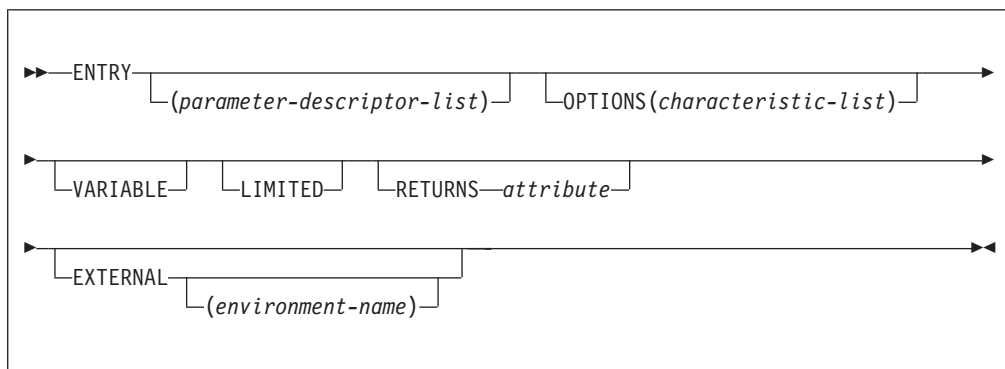 ENTRY
(parameter-descriptor-list) OPTIONS(characteristic-list)
VARIABLE LIMITED RETURNS attribute
EXTERNAL
(environment-name)